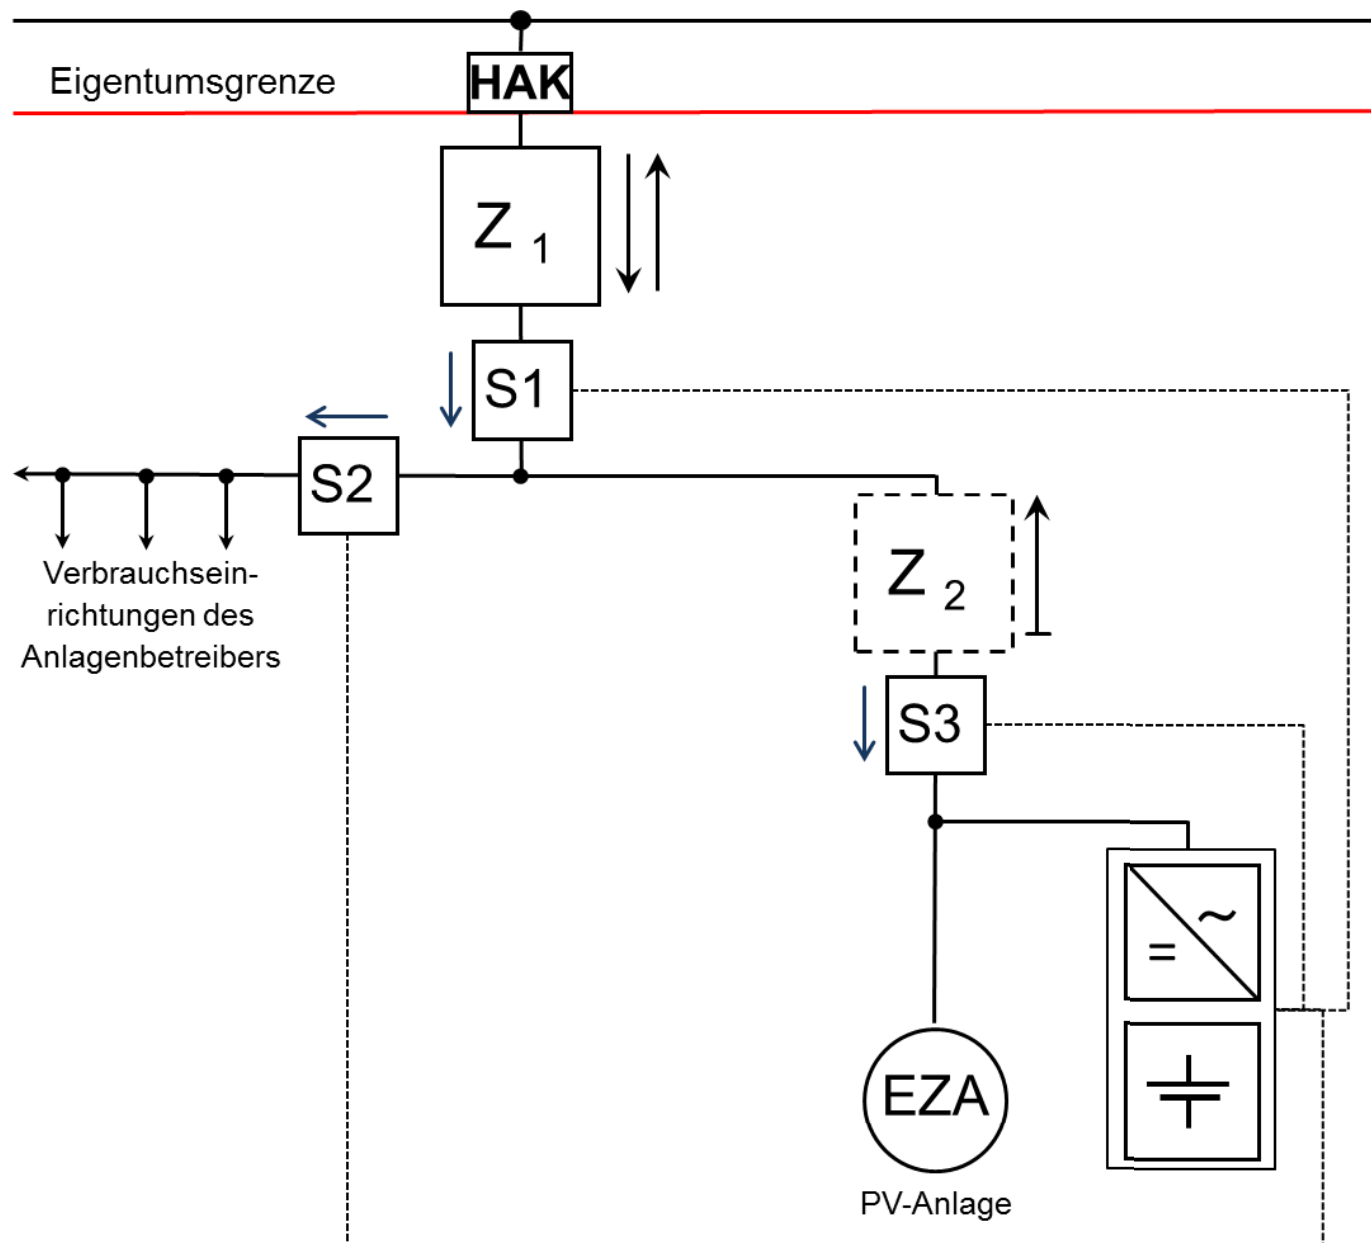 HAK
Eigentumsgrenze
Z 1
S1
S2
Z 2
Verbrauchsein-
richtungen des
Anlagenbetreibers
S3
~
=
EZA
PV-Anlage